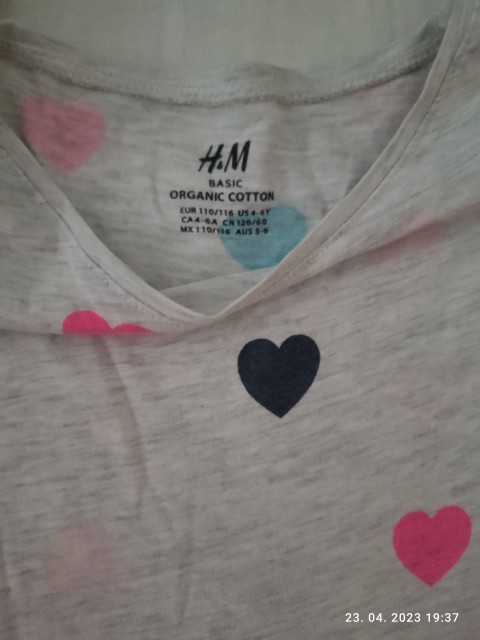 H&M
BASIC
ORGANIC COTTON
EUR 110/116 US 4-6Y
CA 4-6A CN 120/60
MX 110/116 AUS 5-6
23. 04. 2023 19:37